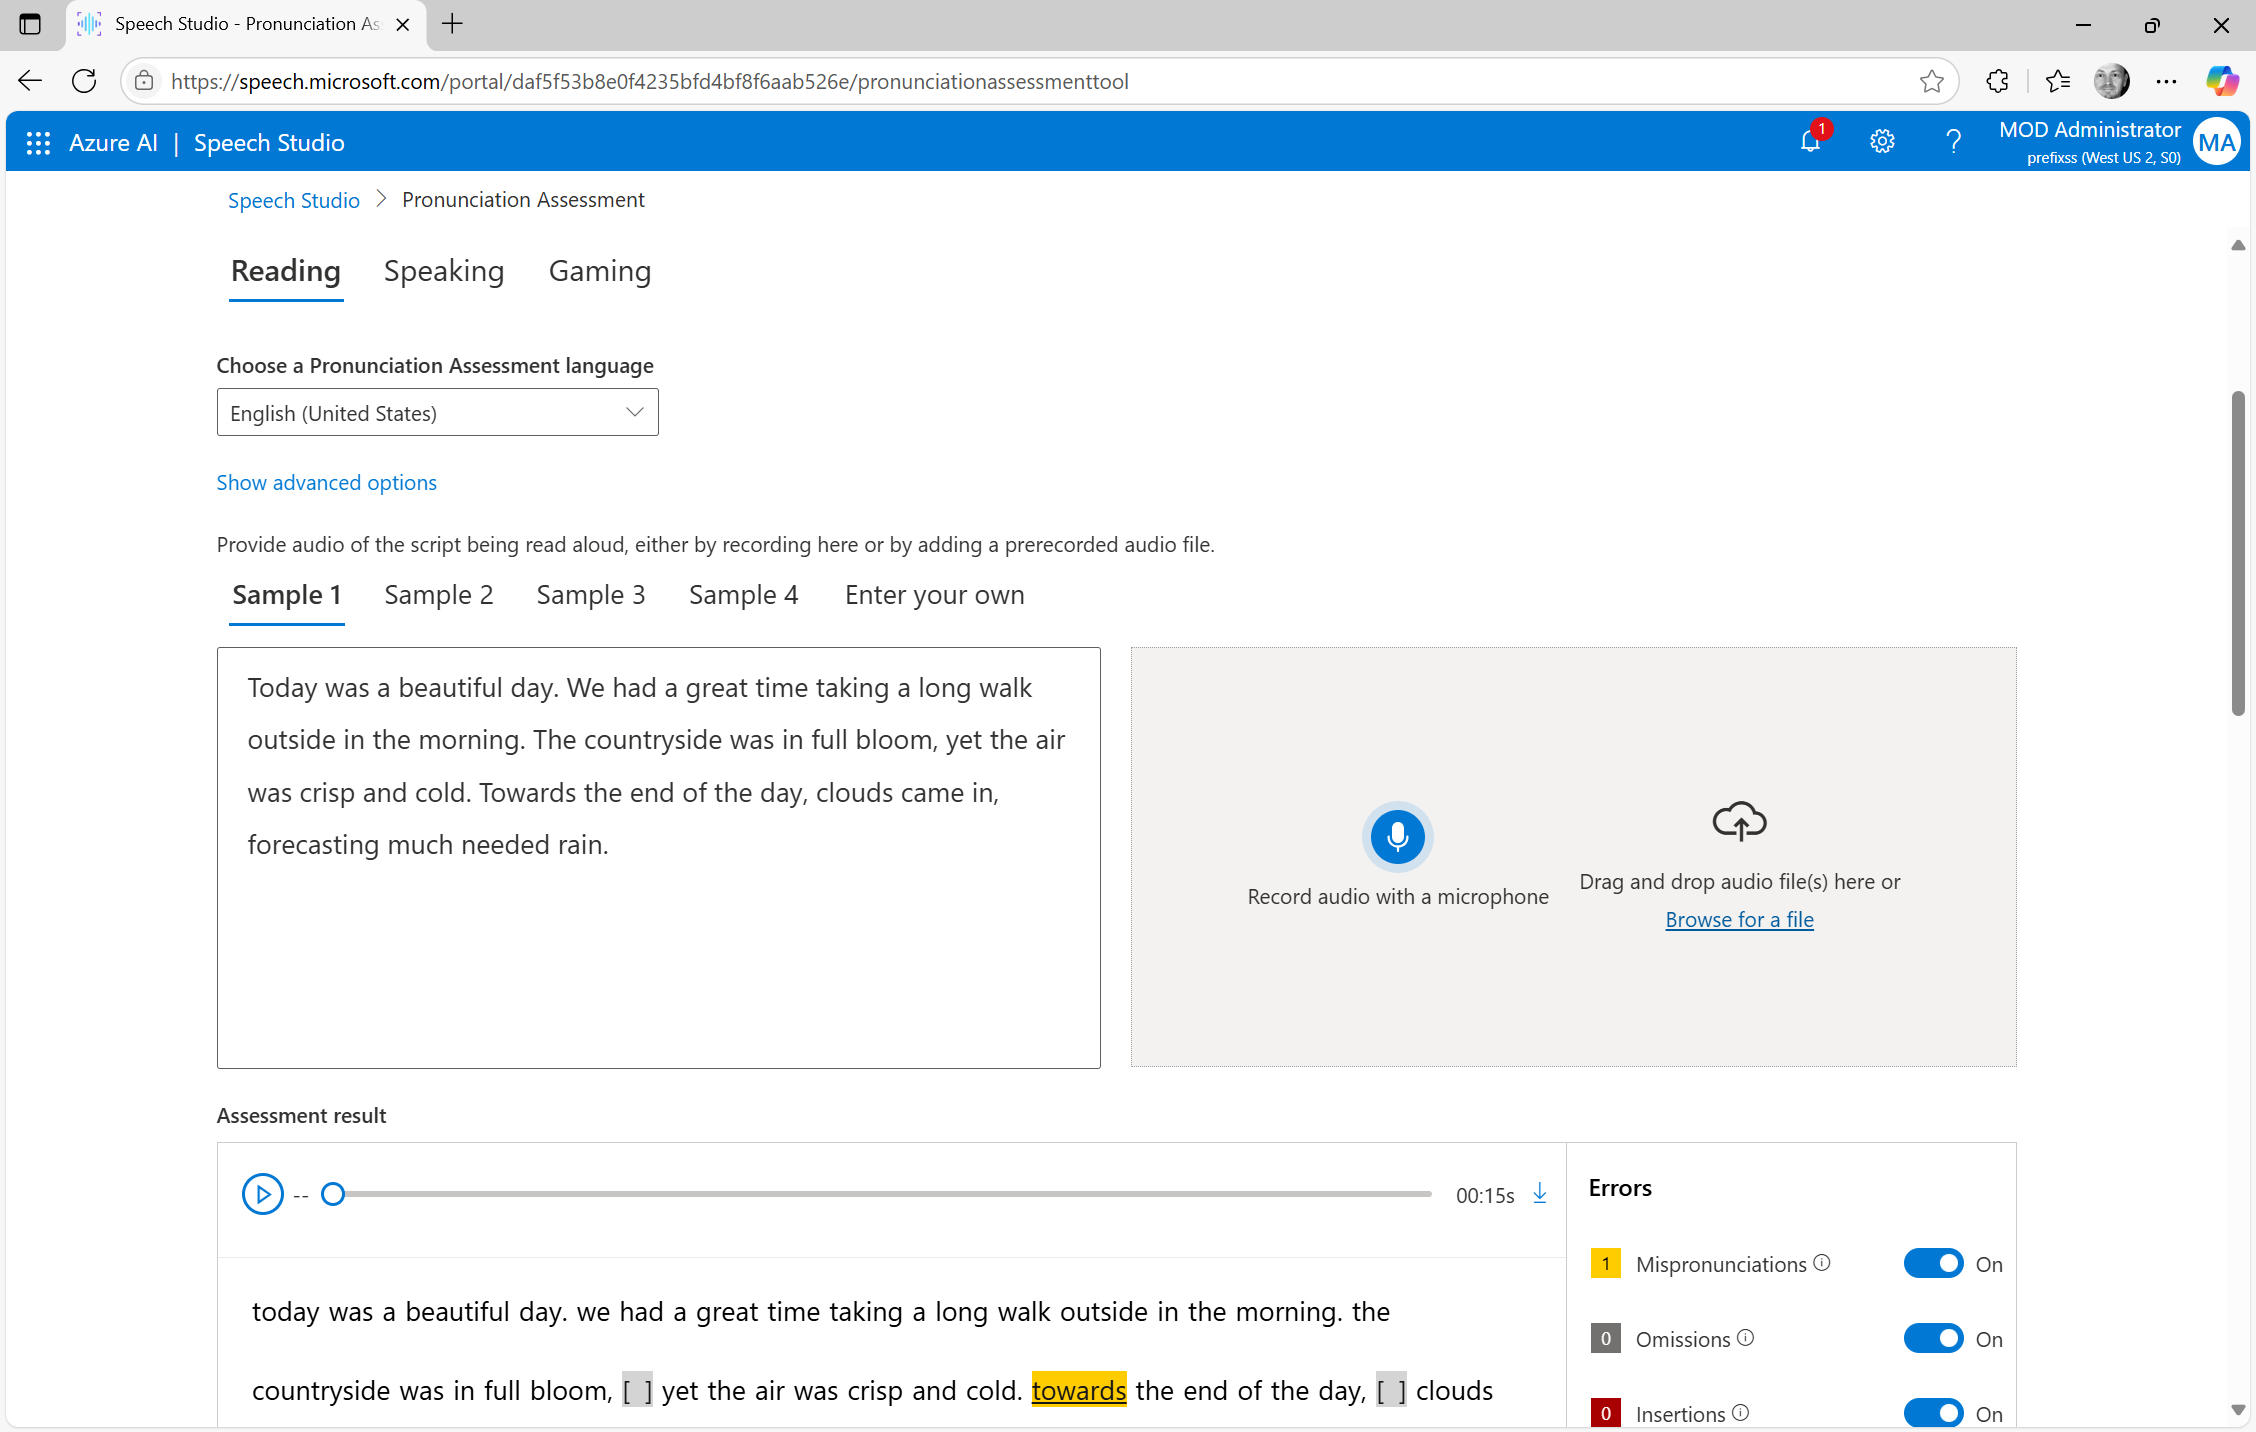 Speech Studio - Pronunciation As
https://speech.microsoft.com/portal/daf5f53b8e0f4235bfd4bf8f6aab526e/pronunciationassessmenttool
Azure AI | Speech Studio
1
MOD Administrator
prefixss (West US 2, S0)
MA
Speech Studio > Pronunciation Assessment
Reading Speaking Gaming
Choose a Pronunciation Assessment language
English (United States)
Show advanced options
Provide audio of the script being read aloud, either by recording here or by adding a prerecorded audio file.
Sample 1 Sample 2 Sample 3 Sample 4 Enter your own
Today was a beautiful day. We had a great time taking a long walk
outside in the morning. The countryside was in full bloom, yet the air
was crisp and cold. Towards the end of the day, clouds came in,
forecasting much needed rain.
Record audio with a microphone
Drag and drop audio file(s) here or
Browse for a file
Assessment result
-- 00:15s
Errors
1 Mispronunciations On
0 Omissions On
0 Insertions On
today was a beautiful day. we had a great time taking a long walk outside in the morning. the
countryside was in full bloom, [ ] yet the air was crisp and cold. towards the end of the day, [ ] clouds